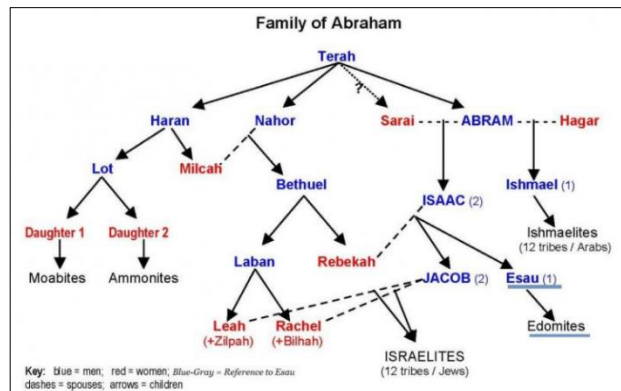 Family of Abraham
Terah
?
Haran Nahor Sarai ABRAM Hagar
Lot Milcah
Bethuel ISAAC (2) Ishmael (1)
Daughter 1 Daughter 2 Ishmaelites
(12 tribes / Arabs)
Moabites Ammonites Laban Rebekah JACOB (2) Esau (1)
Leah Rachel Edomites
(+Zilpah) (+Bilhah)
ISRAELITES
(12 tribes / Jews)
Key: blue = men; red = women; Blue-Gray = Reference to Esau
dashes = spouses; arrows = children